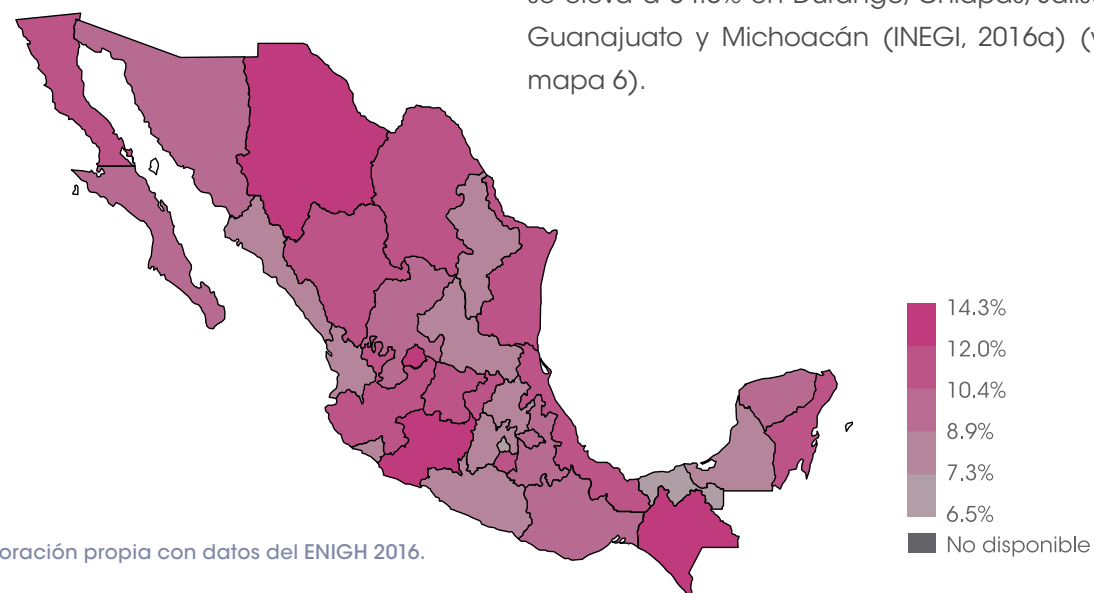 Guanajuato y Michoacán (INEGI, 2016a)
mapa 6).
14.3%
12.0%
10.4%
8.9%
7.3%
6.5%
No disponible
oración propia con datos del ENIGH 2016.